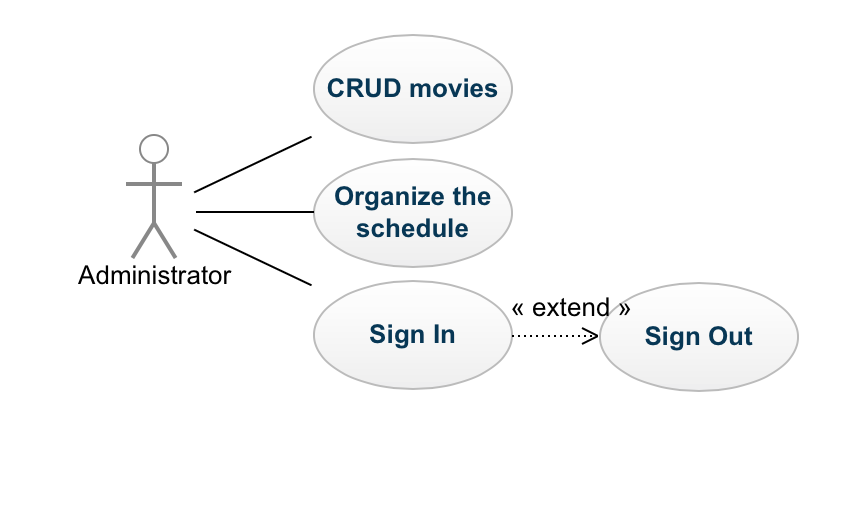 CRUD movies
Organize the
schedule
Administrator
« extend »
Sign In
Sign Out